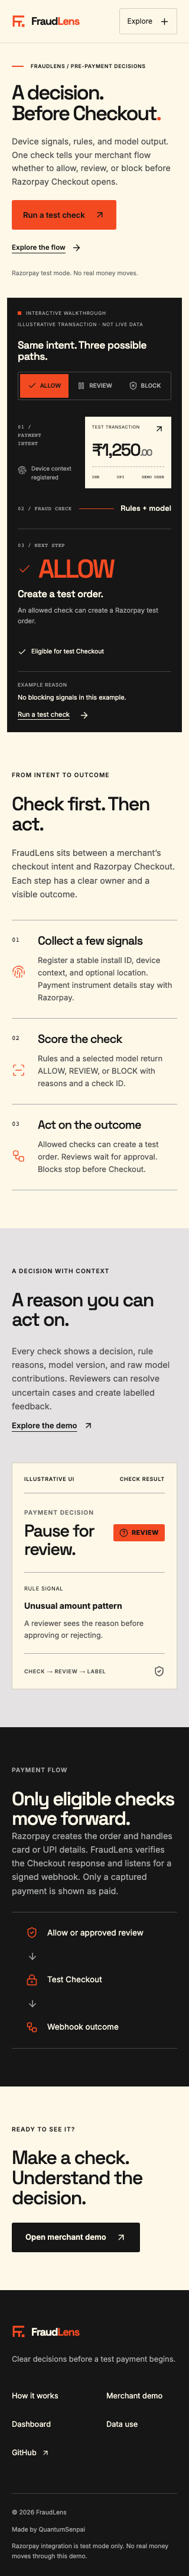 FraudLens
Explore
FRAUDLENS / PRE-PAYMENT DECISIONS
A decision.
Before Checkout.
Device signals, rules, and model output.
One check tells your merchant flow
whether to allow, review, or block before
Razorpay Checkout opens.
Run a test check
Explore the flow
Razorpay test mode. No real money moves.
INTERACTIVE WALKTHROUGH
ILLUSTRATIVE TRANSACTION · NOT LIVE DATA
Same intent. Three possible
paths.
ALLOW
REVIEW
BLOCK
01 /
PAYMENT
INTENT
Device context
registered
TEST TRANSACTION
₹1,250.00
INR
UPI
DEMO USER
02 / FRAUD CHECK
Rules + model
03 / NEXT STEP
ALLOW
Create a test order.
An allowed check can create a Razorpay test
order.
Eligible for test Checkout
EXAMPLE REASON
No blocking signals in this example.
Run a test check
FROM INTENT TO OUTCOME
Check first. Then
act.
FraudLens sits between a merchant's
checkout intent and Razorpay Checkout.
Each step has a clear owner and a
visible outcome.
01
Collect a few signals
Register a stable install ID, device
context, and optional location.
Payment instrument details stay with
Razorpay.
02
Score the check
Rules and a selected model return
ALLOW, REVIEW, or BLOCK with
reasons and a check ID.
03
Act on the outcome
Allowed checks can create a test
order. Reviews wait for approval.
Blocks stop before Checkout.
A DECISION WITH CONTEXT
A reason you can
act on.
Every check shows a decision, rule
reasons, model version, and raw model
contributions. Reviewers can resolve
uncertain cases and create labelled
feedback.
Explore the demo
ILLUSTRATIVE UI
CHECK RESULT
PAYMENT DECISION
Pause for
review.
REVIEW
RULE SIGNAL
Unusual amount pattern
A reviewer sees the reason before
approving or rejecting.
CHECK → REVIEW → LABEL
PAYMENT FLOW
Only eligible checks
move forward.
Razorpay creates the order and handles
card or UPI details. FraudLens verifies
the Checkout response and listens for a
signed webhook. Only a captured
payment is shown as paid.
Allow or approved review
Test Checkout
Webhook outcome
READY TO SEE IT?
Make a check.
Understand the
decision.
Open merchant demo
FraudLens
Clear decisions before a test payment begins.
How it works
Merchant demo
Dashboard
Data use
GitHub
© 2026 FraudLens
Made by QuantumSenpai
Razorpay integration is test mode only. No real money
moves through this demo.